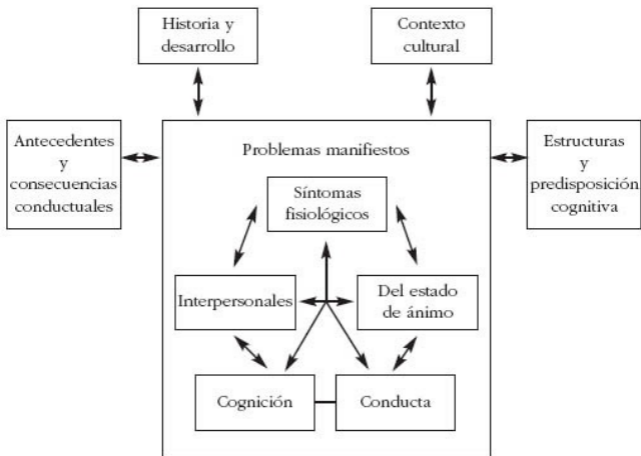 Historia y
desarrollo
Contexto
cultural
Antecedentes
y
consecuencias
conductuales
Problemas manifiestos
Estructuras
y
predisposición
cognitiva
Síntomas
fisiológicos
Interpersonales
Del estado
de ánimo
Cognición
Conducta